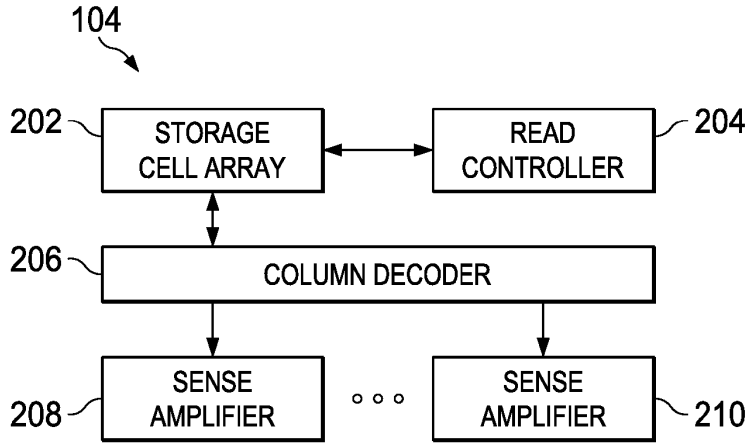 104
202
STORAGE
CELL ARRAY
READ
CONTROLLER
204
206
COLUMN DECODER
208
SENSE
AMPLIFIER
SENSE
AMPLIFIER
210